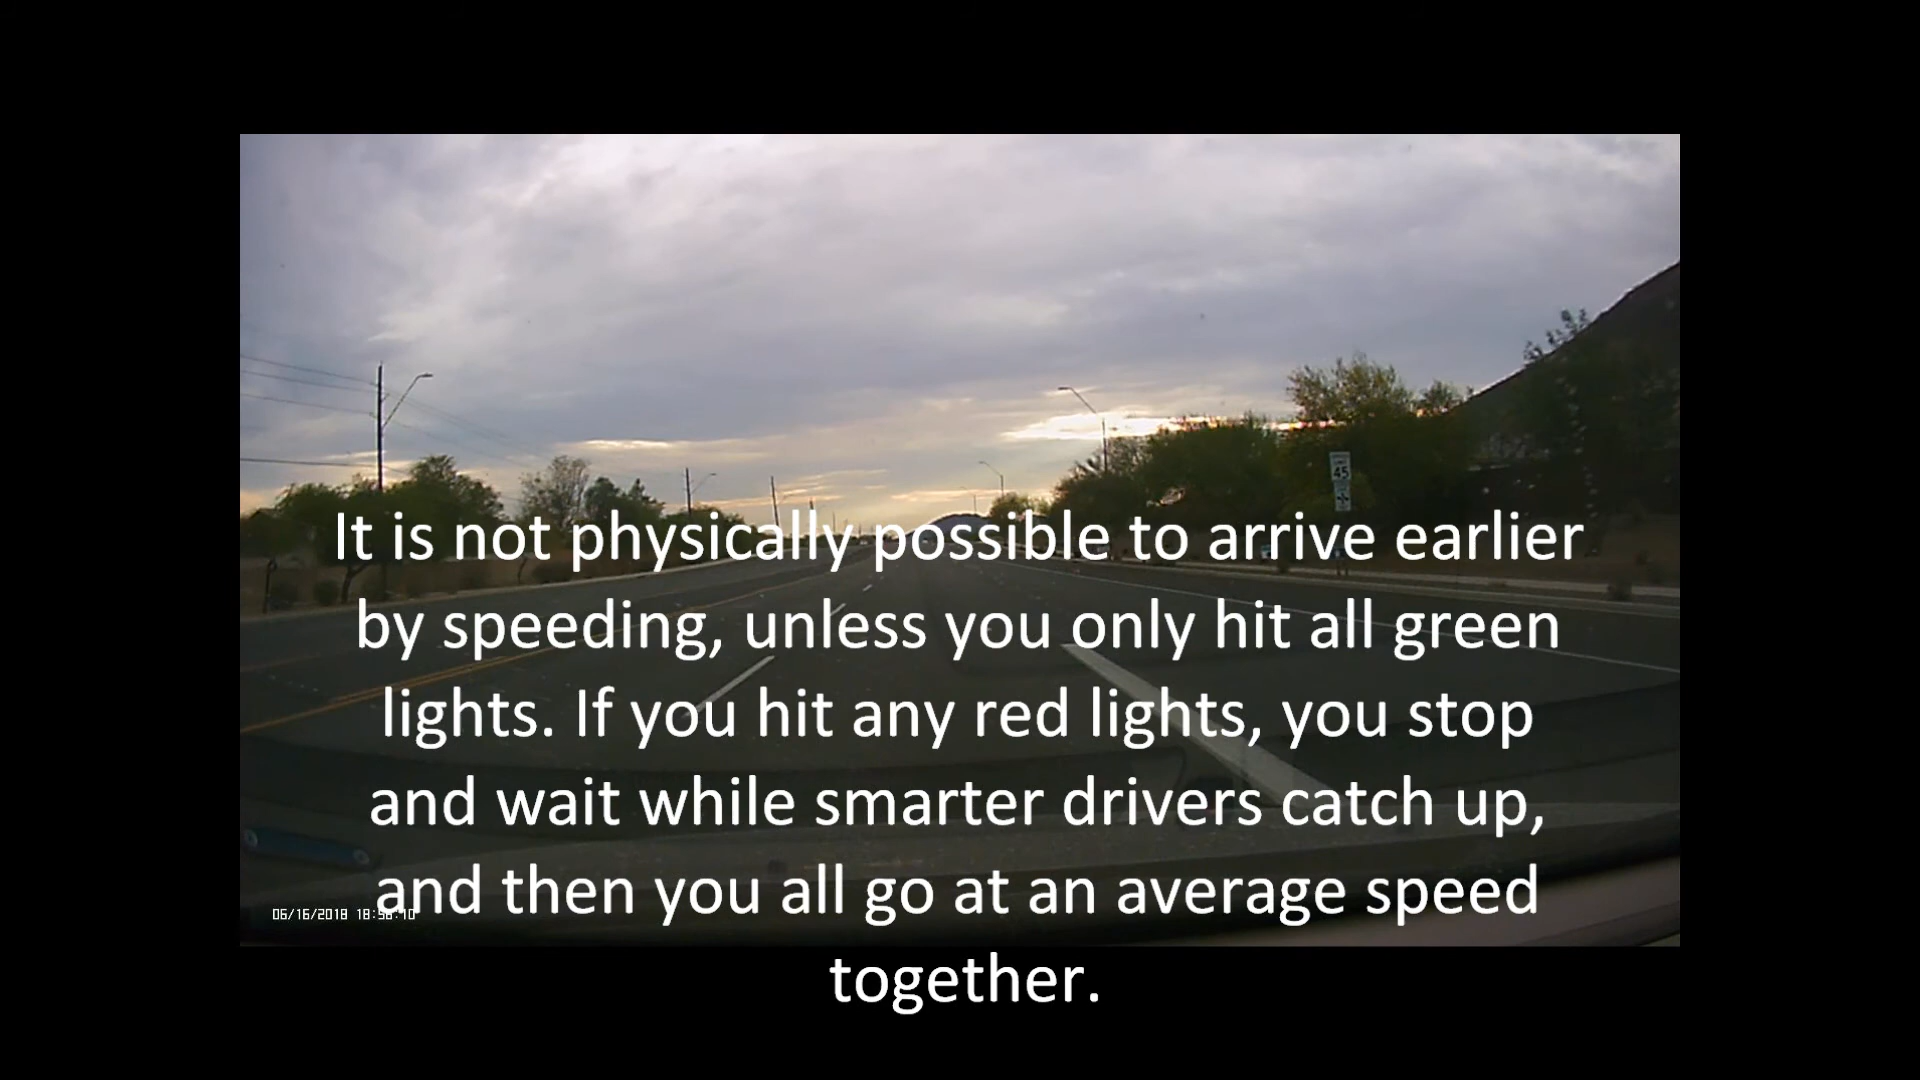 45
It is not physically possible to arrive earlier
by speeding, unless you only hit all green
lights. If you hit any red lights, you stop
and wait while smarter drivers catch up,
and then you all go at an average speed
06/16/2018
together.